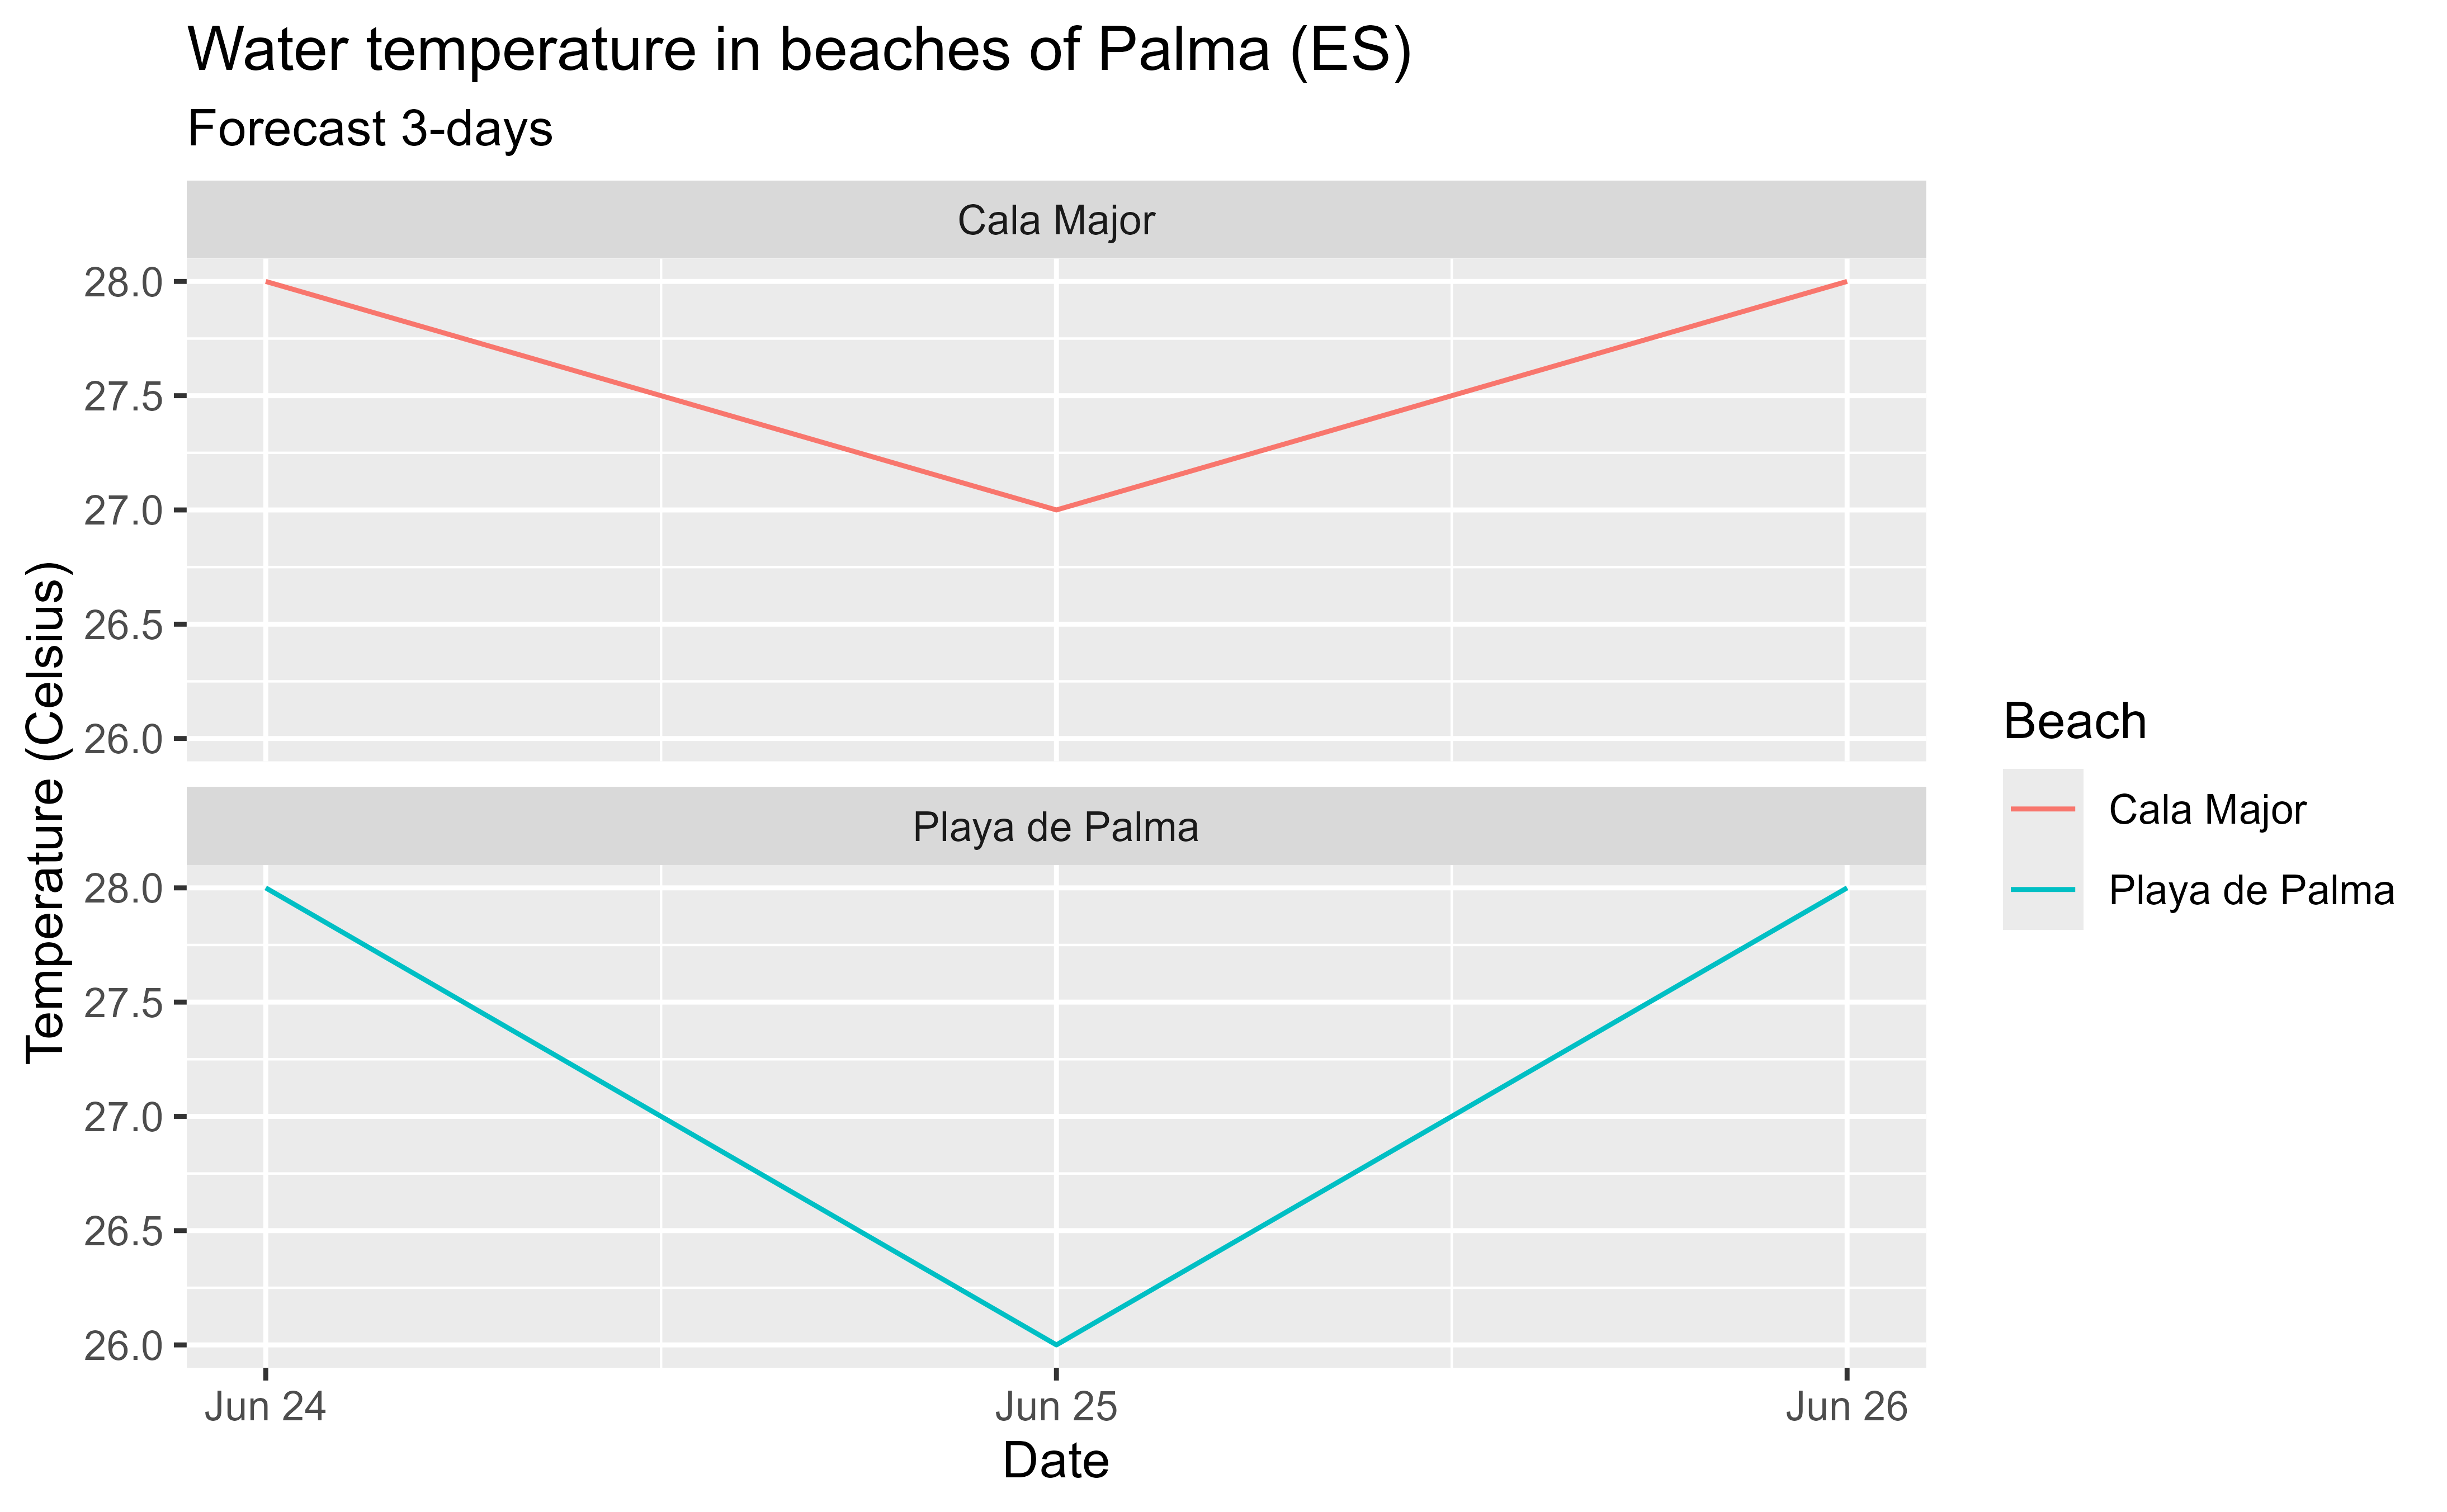 Water temperature in beaches of Palma (ES)
Forecast 3-days
Cala Major
28.0
27.5
27.0
26.5
26.0
Playa de Palma
28.0
27.5
27.0
26.5
26.0
Temperature (Celsius)
Jun 24
Jun 25
Jun 26
Date
Beach
Cala Major
Playa de Palma